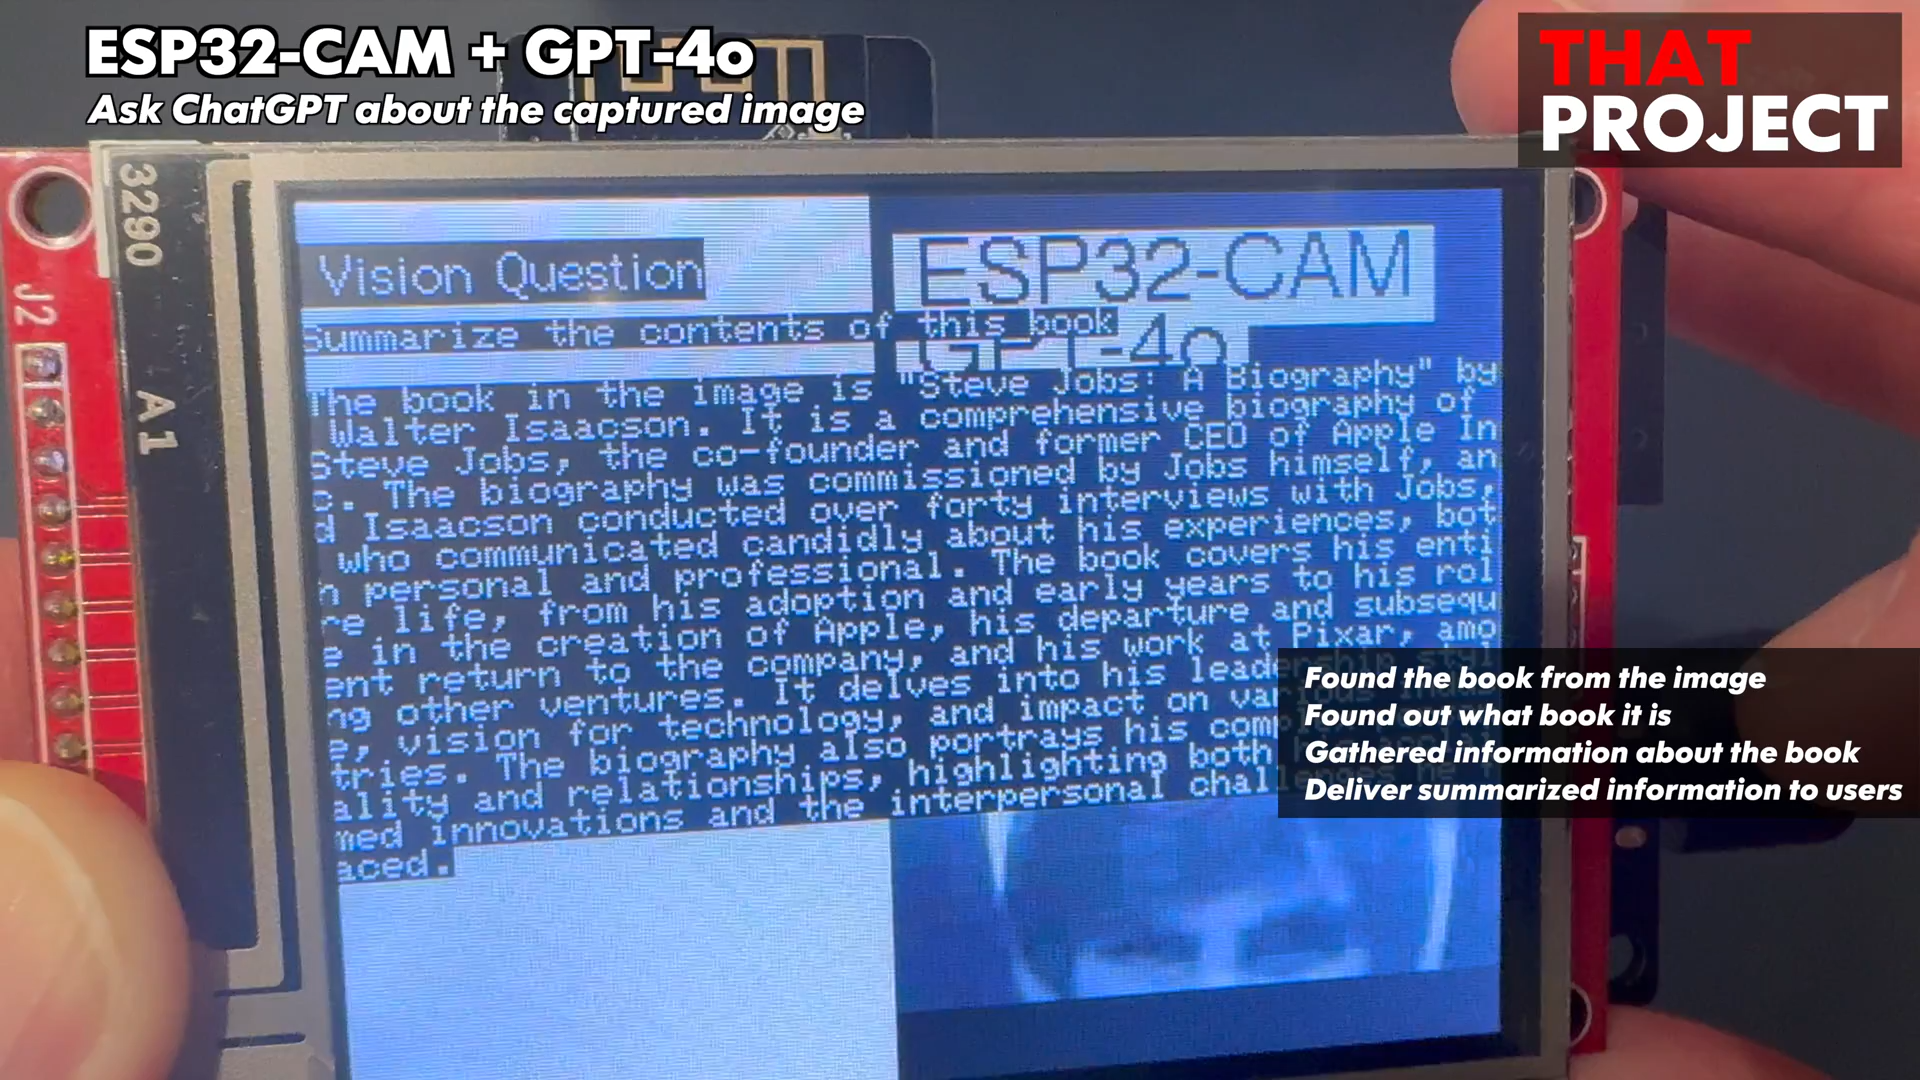 ESP32-CAM + GPT-4o
Ask ChatGPT about the captured image
THAT
PROJECT
3290
J2
A1
Vision Question
ESP32-CAM
GPT-4o
Summarize the contents of this book
The book in the image is "Steve Jobs: A Biography" by
Walter Isaacson. It is a comprehensive biography of
Steve Jobs, the co-founder and former CEO of Apple In
c. The biography was commissioned by Jobs himself, an
d Isaacson conducted over forty interviews with Jobs,
who communicated candidly about his experiences, bot
h personal and professional. The book covers his enti
re life, from his adoption and early years to his rol
e in the creation of Apple, his departure and subsequ
ent return to the company, and his work at Pixar, amo
ng other ventures. It delves into his leadership styl
e, vision for technology, and impact on various indus
tries. The biography also portrays his
ality and relationships, highlighting both
med innovations and the interpersonal challenges he f
aced.
Found the book from the image
Found out what book it is
Gathered information about the book
Deliver summarized information to users